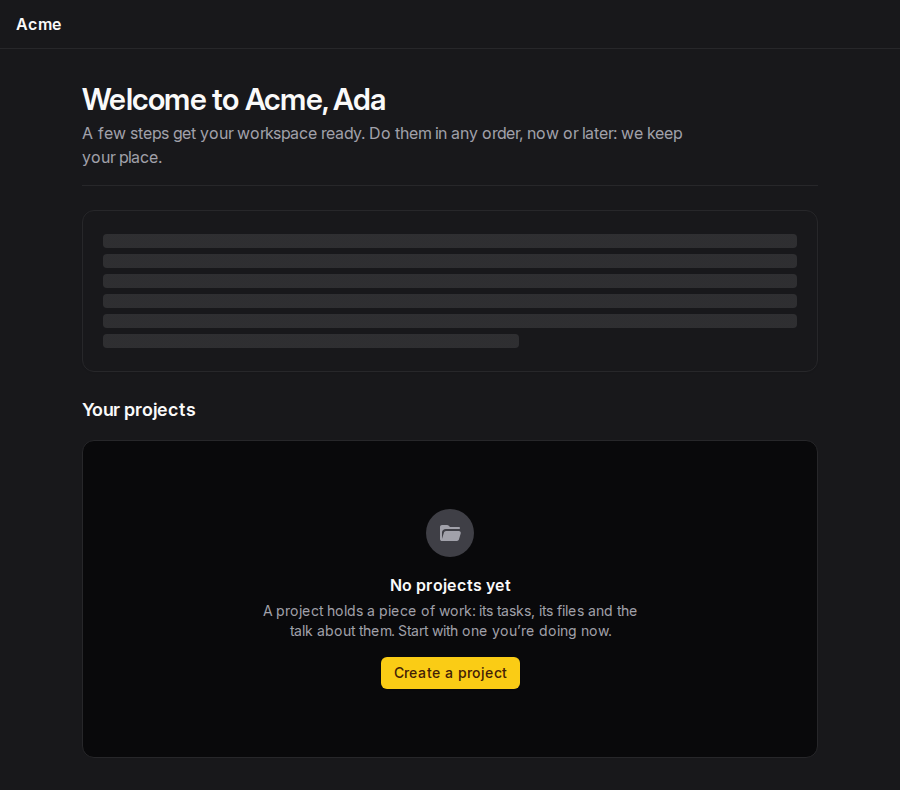 Acme
Welcome to Acme, Ada
A few steps get your workspace ready. Do them in any order, now or later: we keep
your place.
Your projects
No projects yet
A project holds a piece of work: its tasks, its files and the
talk about them. Start with one you’re doing now.
Create a project